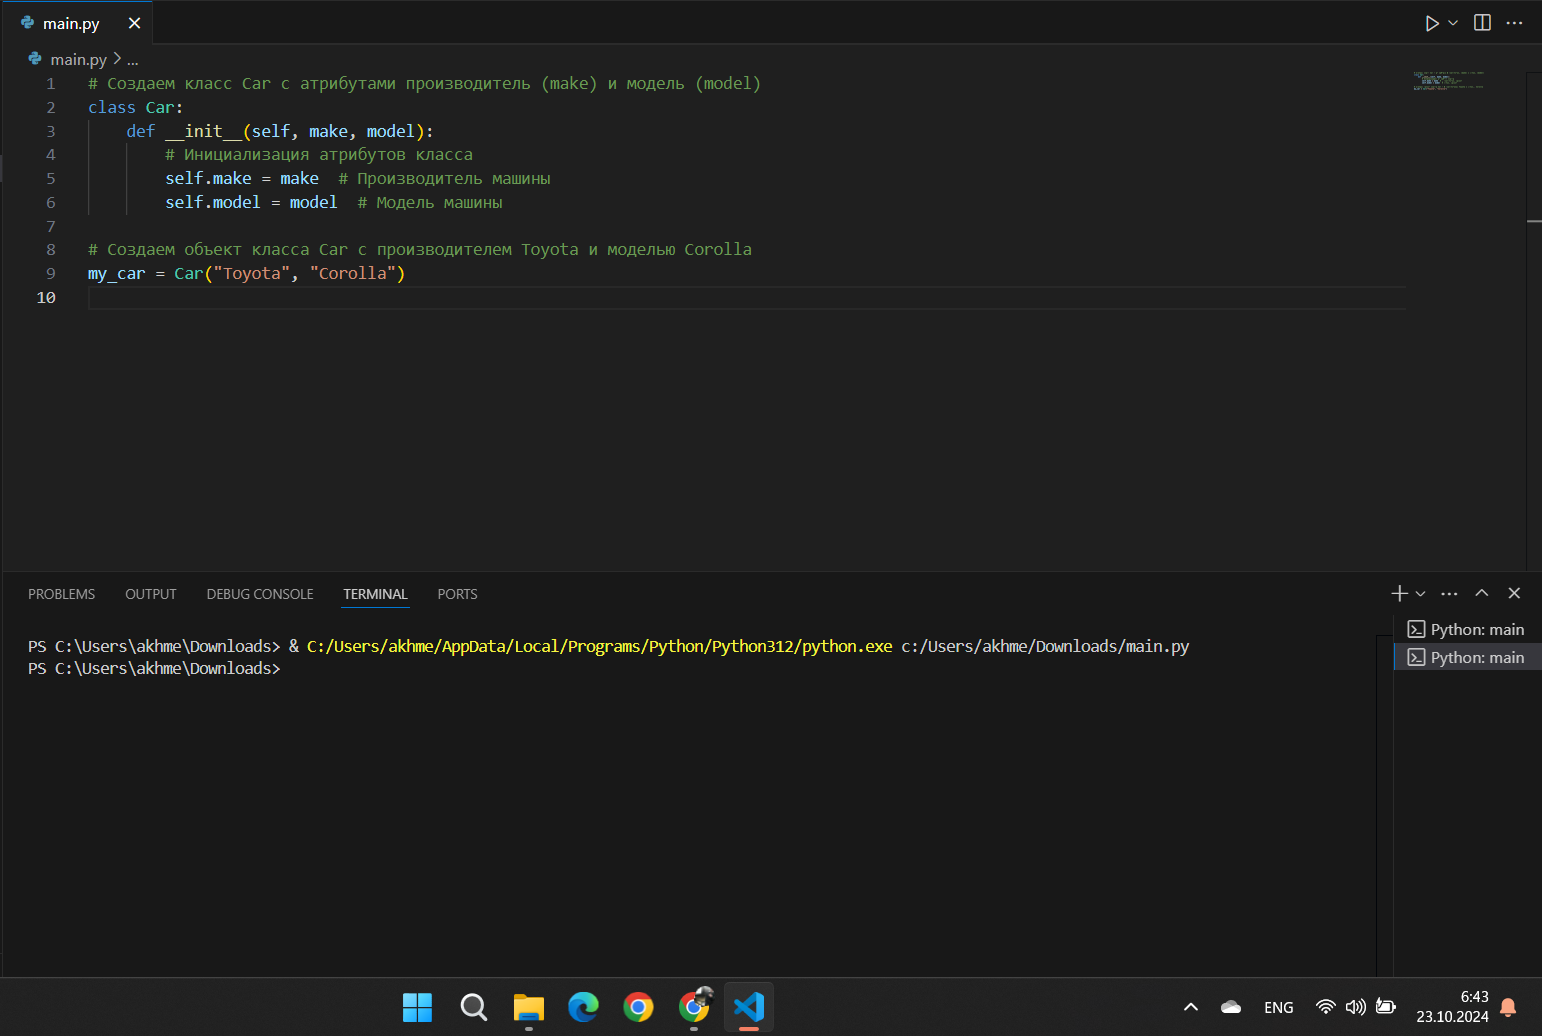 main.py
main.py > ...
1 # Создаем класс Car с атрибутами производитель (make) и модель (model)
2 class Car:
3 def __init__(self, make, model):
4 # Инициализация атрибутов класса
5 self.make = make # Производитель машины
6 self.model = model # Модель машины
7
8 # Создаем объект класса Car с производителем Toyota и моделью Corolla
9 my_car = Car("Toyota", "Corolla")
10
PROBLEMS OUTPUT DEBUG CONSOLE TERMINAL PORTS
Python: main
PS C:\Users\akhme\Downloads> & C:/Users/akhme/AppData/Local/Programs/Python/Python312/python.exe c:/Users/akhme/Downloads/main.py
Python: main
PS C:\Users\akhme\Downloads>
ENG
6:43
23.10.2024